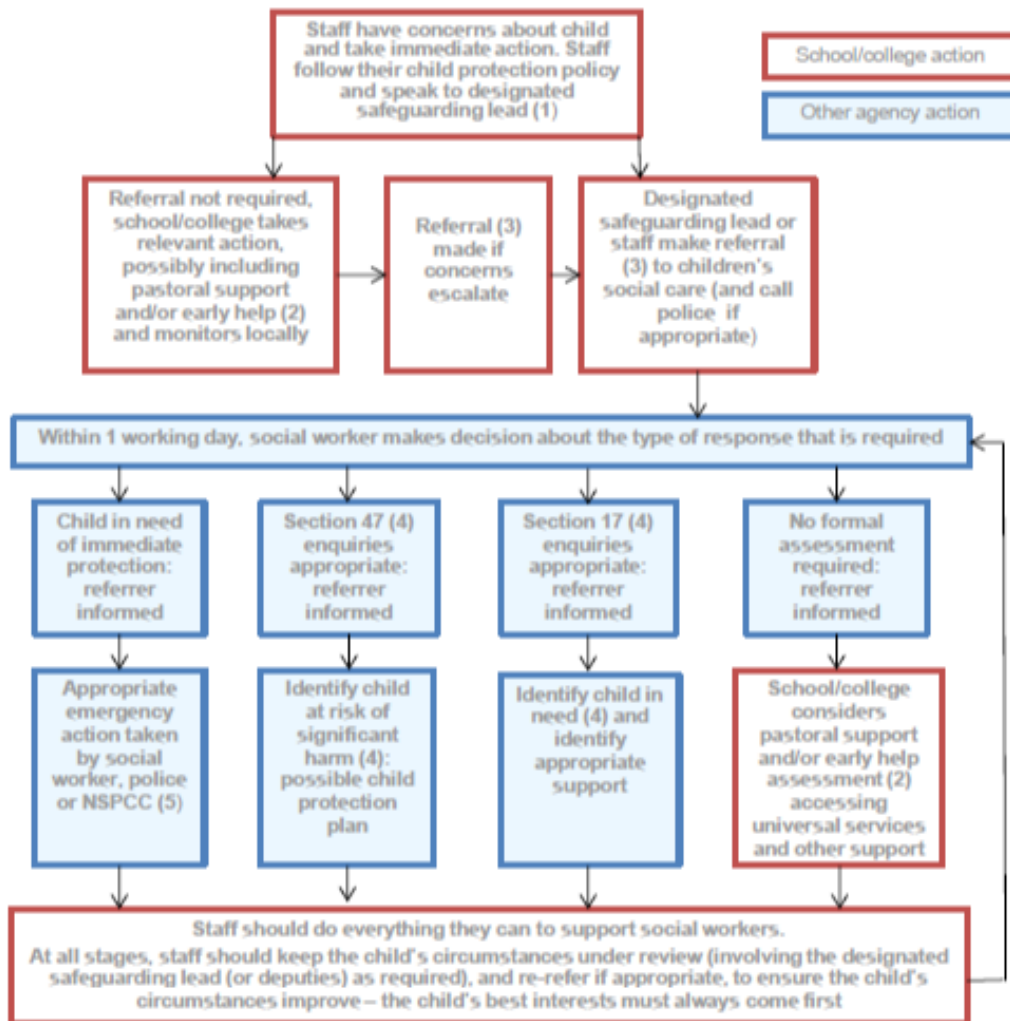 Staff have concerns about child
and take immediate action. Staff
follow their child protection policy
and speak to designated
safeguarding lead (1)
School/college action
Other agency action
Referral not required,
school/college takes
relevant action,
possibly including
pastoral support
and/or early help (2)
and monitors locally
Referral (3)
made if
concerns
escalate
Designated
safeguarding lead or
staff make referral
(3) to children's
social care (and call
police if
appropriate)
Within 1 working day, social worker makes decision about the type of response that is required
Child in need
of immediate
protection:
referrer
informed
Section 47 (4)
enquiries
appropriate:
referrer
informed
Section 17 (4)
enquiries
appropriate:
referrer
informed
No formal
assessment
required:
referrer
informed
Appropriate
emergency
action taken
by social
worker, police
or NSPCC (5)
Identify child
at risk of
significant
harm (4):
possible child
protection
plan
Identify child in
need (4) and
identify
appropriate
support
School/college
considers
pastoral support
and/or early help
assessment (2)
accessing
universal services
and other support
Staff should do everything they can to support social workers.
At all stages, staff should keep the child's circumstances under review (involving the designated
safeguarding lead (or deputies) as required), and re-refer if appropriate, to ensure the child's
circumstances improve – the child's best interests must always come first